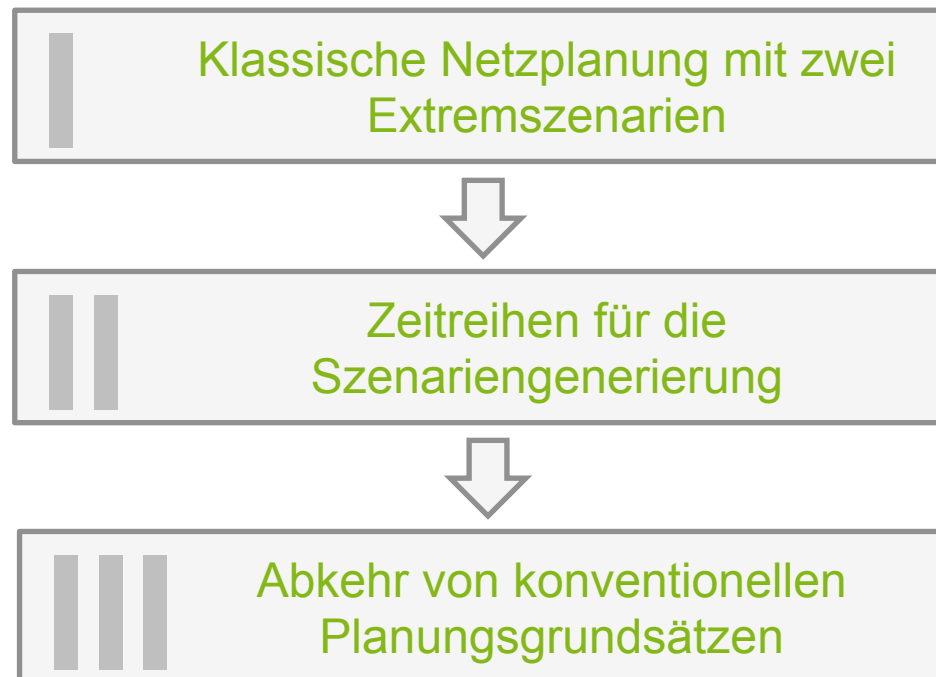 Klassische Netzplanung mit zwei
Extremszenarien
Zeitreihen für die
Szenariengenerierung
Abkehr von konventionellen
Planungsgrundsätzen